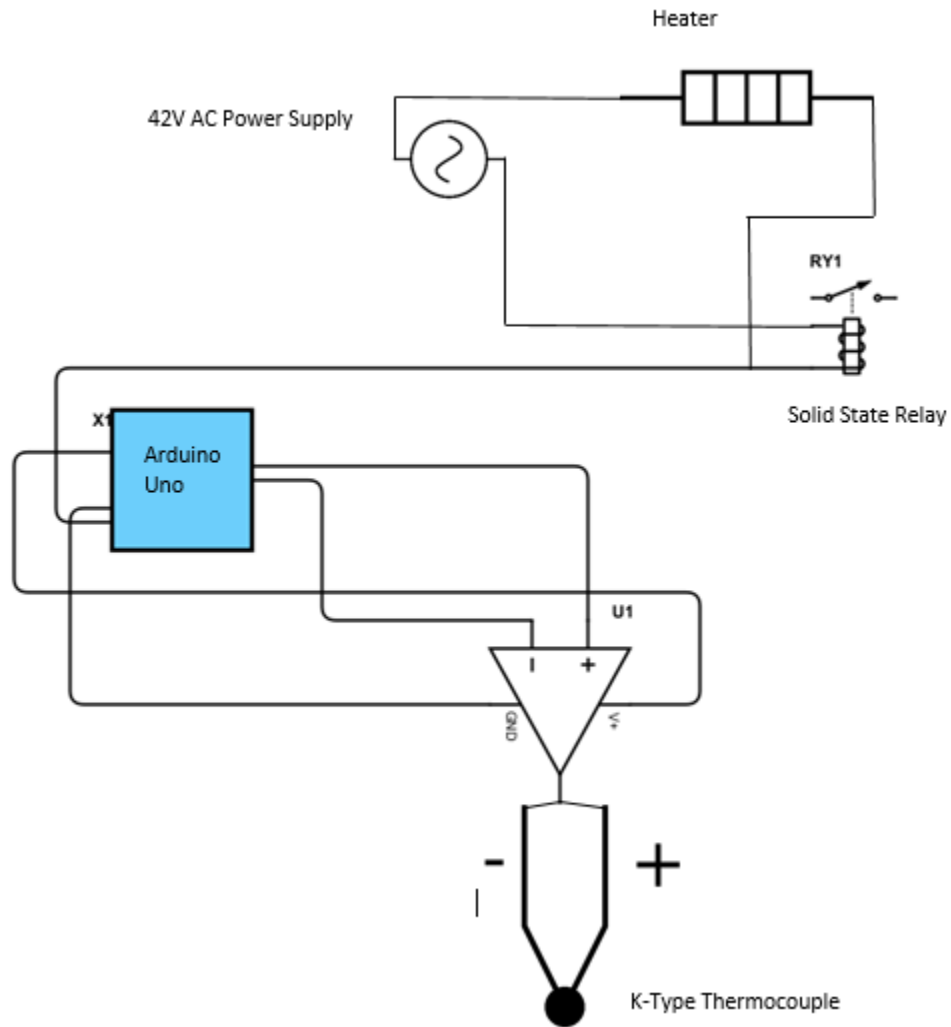 Heater
42V AC Power Supply
RY1
Solid State Relay
X1
Arduino
Uno
U1
-
+
GND
V+
-
+
K-Type Thermocouple